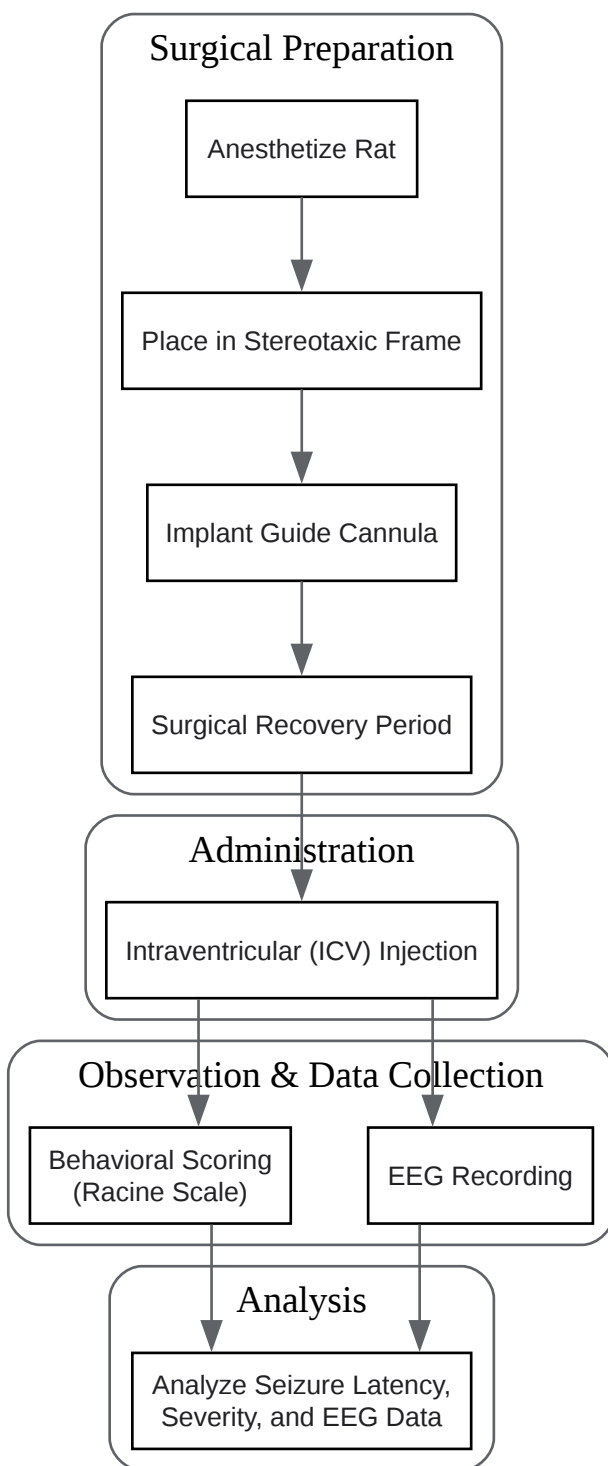 Surgical Preparation
Anesthetize Rat
Place in Stereotaxic Frame
Implant Guide Cannula
Surgical Recovery Period
Administration
Intraventricular (ICV) Injection
Observation & Data Collection
Behavioral Scoring
(Racine Scale)
EEG Recording
Analysis
Analyze Seizure Latency,
Severity, and EEG Data